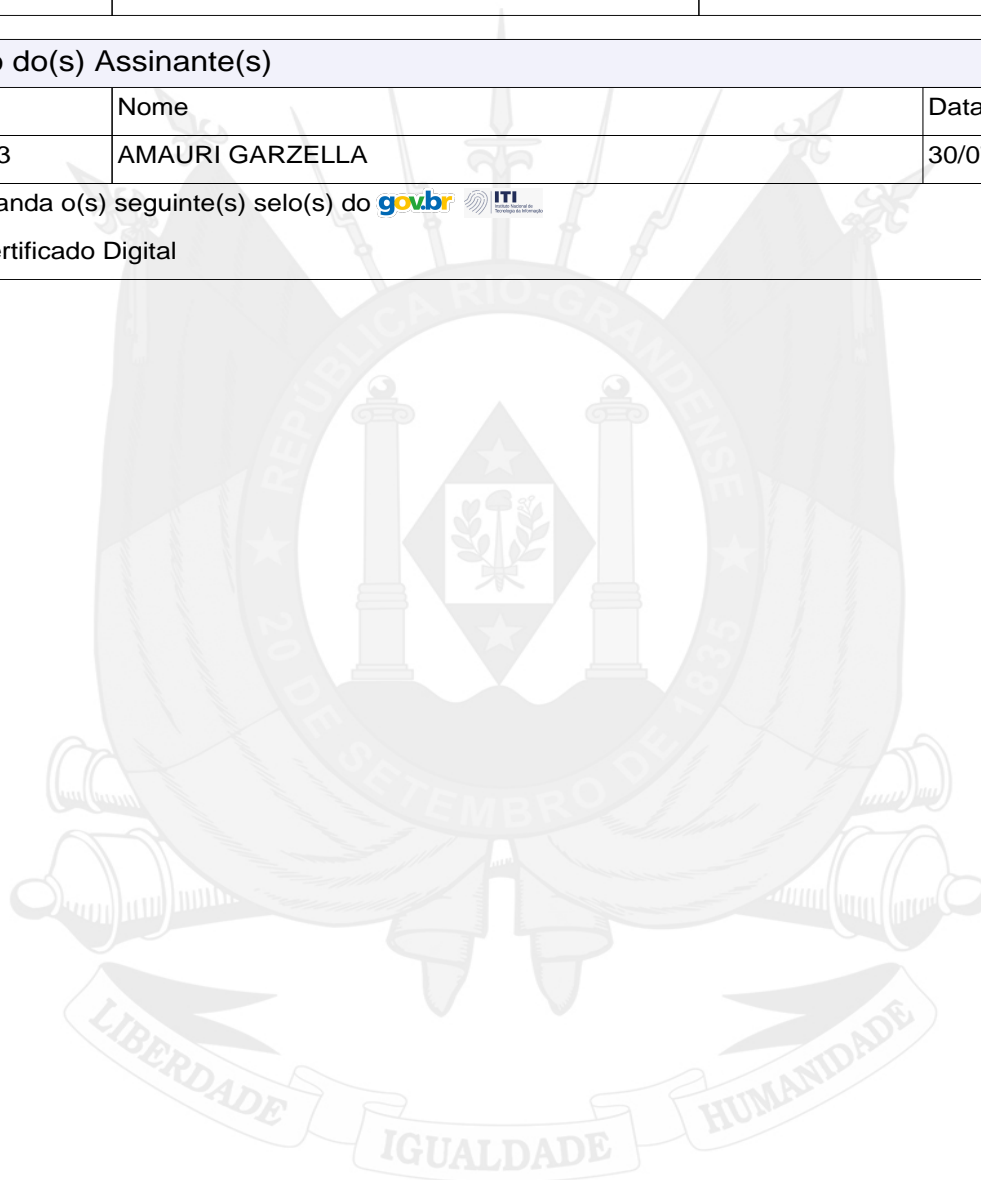 o do(s) Assinante(s)
Nome Data
3 AMAURI GARZELLA 30/0
anda o(s) seguinte(s) selo(s) do gov.br ITI
rtificado Digital
REPÚBLICA RIO-GRANDENSE
20 DE SETEMBRO DE 1835
LIBERDADE IGUALDADE HUMANIDADE